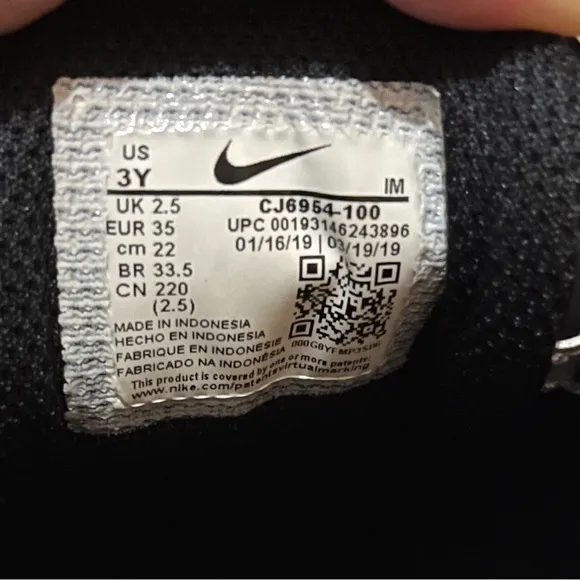 US
3Y IM
UK 2.5 CJ6954-100
EUR 35 UPC 00193146243896
cm 22 01/16/19 | 03/19/19
BR 33.5
CN 220
(2.5)
MADE IN INDONESIA
HECHO EN INDONESIA
FABRIQUE EN INDONESIE
FABRICADO NA INDONÉSIA
This product is covered by one or more patents.
www.nike.com/patentsvirtualmarking